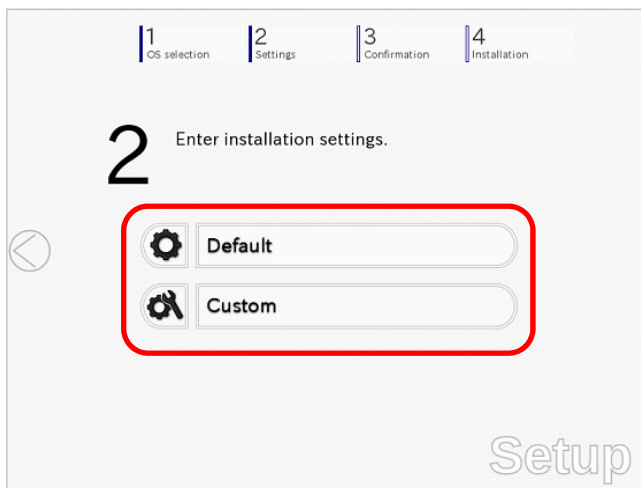 1
OS selection
2
Settings
3
Confirmation
4
Installation
2
Enter installation settings.
Default
Custom
Setup